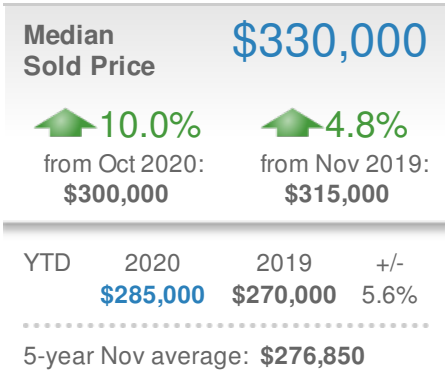 Median
Sold Price
$330,000
10.0%
from Oct 2020:
$300,000
4.8%
from Nov 2019:
$315,000
YTD 2020 2019 +/-
$285,000 $270,000 5.6%
5-year Nov average: $276,850